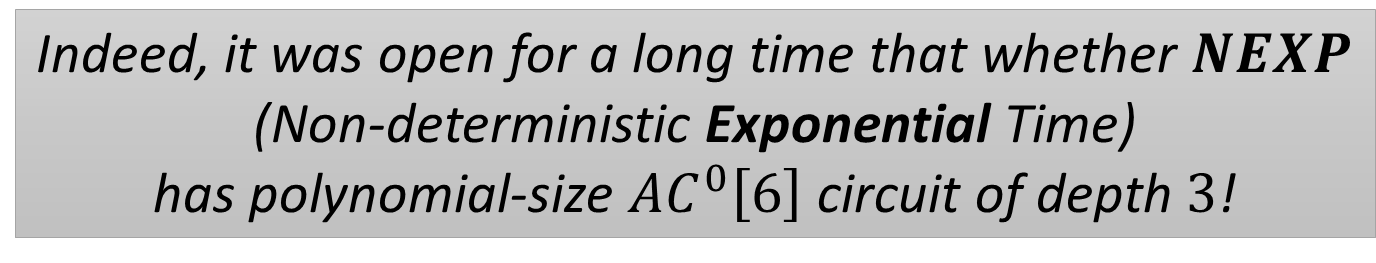 Indeed, it was open for a long time that whether NEXP
(Non-deterministic Exponential Time)
has polynomial-size AC⁰[6] circuit of depth 3!